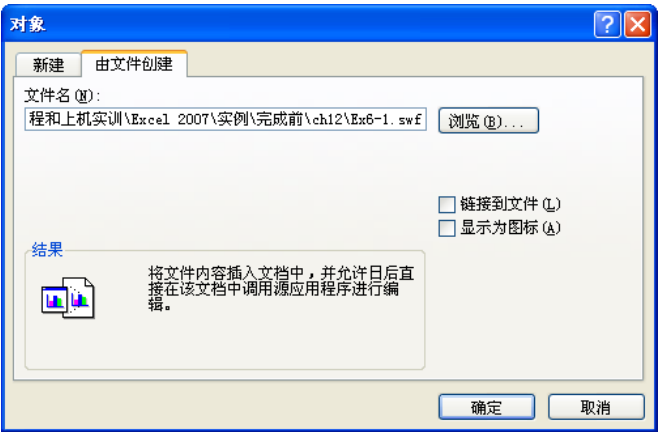 对象
新建
由文件创建
文件名(N):
程和上机实训\Excel 2007\实例\完成前\ch12\Ex6-1.swf
浏览(B)...
链接到文件(L)
显示为图标(A)
结果
将文件内容插入文档中，并允许日后直
接在该文档中调用源应用程序进行编
辑。
确定
取消